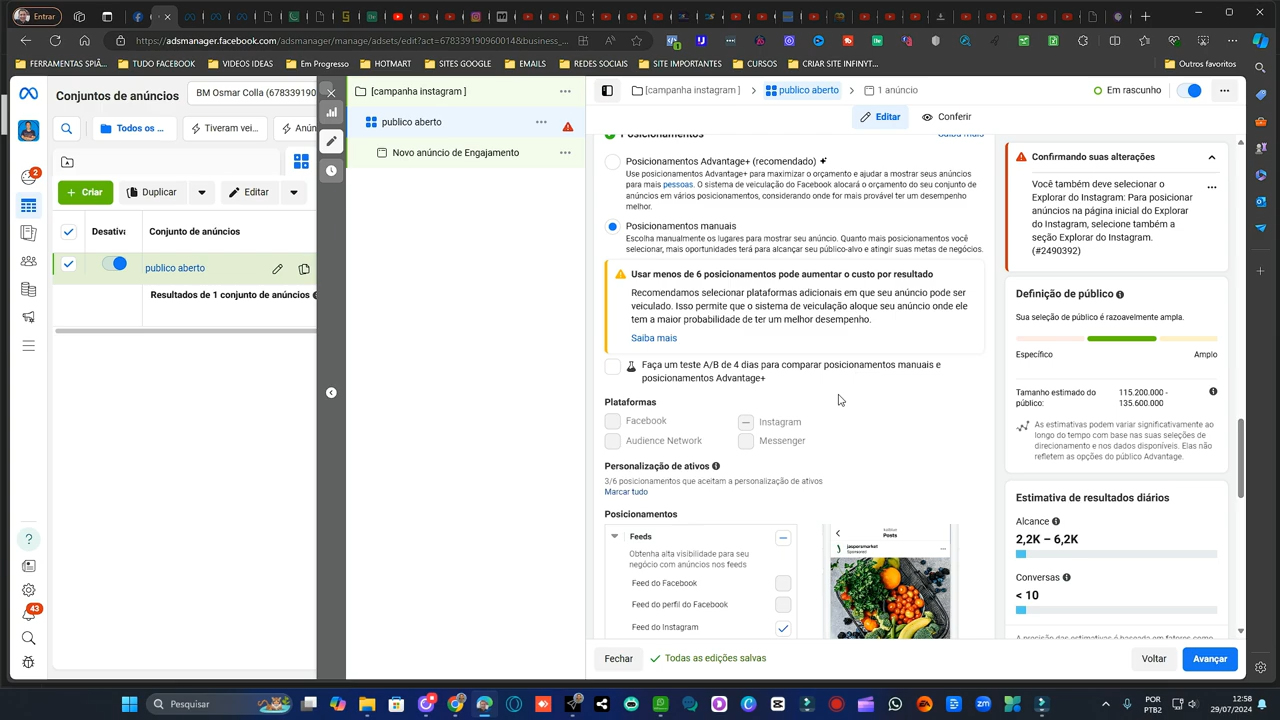 Entrar
https://adsmanager.facebook.com/adsmanager/manage/adsets/edit?act=678339190960014&business_...
FERRAMENTAS SPIA...
TUDO FACEBOOK
VIDEOS IDEAS
Em Progresso
HOTMART
SITES GOOGLE
EMAILS
REDES SOCIAIS
SITE IMPORTANTES
CURSOS
CRIAR SITE INFINYT...
Outros favoritos
Conjuntos de anúncios
BM Osmar Colla (678339190
Todos os ...
Tiveram vei...
Anún
Criar
Duplicar
Editar
Desativ
Conjunto de anúncios
publico aberto
Resultados de 1 conjunto de anúncios
2
43
[campanha instagram ]
publico aberto
Novo anúncio de Engajamento
[campanha instagram ]
publico aberto
1 anúncio
Em rascunho
Editar
Conferir
Posicionamentos
Saiba mais
Posicionamentos Advantage+ (recomendado)
Use posicionamentos Advantage+ para maximizar o orçamento e ajudar a mostrar seus anúncios
para mais pessoas. O sistema de veiculação do Facebook alocará o orçamento do seu conjunto de
anúncios em vários posicionamentos, considerando onde for mais provável ter um desempenho
melhor.
Posicionamentos manuais
Escolha manualmente os lugares para mostrar seu anúncio. Quanto mais posicionamentos você
selecionar, mais oportunidades terá para alcançar seu público-alvo e atingir suas metas de negócios.
Usar menos de 6 posicionamentos pode aumentar o custo por resultado
Recomendamos selecionar plataformas adicionais em que seu anúncio pode ser
veiculado. Isso permite que o sistema de veiculação aloque seu anúncio onde ele
tem a maior probabilidade de ter um melhor desempenho.
Saiba mais
Faça um teste A/B de 4 dias para comparar posicionamentos manuais e
posicionamentos Advantage+
Plataformas
Facebook
Instagram
Audience Network
Messenger
Personalização de ativos
3/6 posicionamentos que aceitam a personalização de ativos
Marcar tudo
Posicionamentos
Feeds
Obtenha alta visibilidade para seu
negócio com anúncios nos feeds
Feed do Facebook
Feed do perfil do Facebook
Feed do Instagram
Posts
jaspersmarket
Sponsored
Confirmando suas alterações
Você também deve selecionar o
Explorar do Instagram: Para posicionar
anúncios na página inicial do Explorar
do Instagram, selecione também a
seção Explorar do Instagram.
(#2490392)
Definição de público
Sua seleção de público é razoavelmente ampla.
Específico
Amplo
Tamanho estimado do
público:
115.200.000 -
135.600.000
As estimativas podem variar significativamente ao
longo do tempo com base nas suas seleções de
direcionamento e nos dados disponíveis. Elas não
refletem as opções do público Advantage.
Estimativa de resultados diários
Alcance
2,2K – 6,2K
Conversas
< 10
A precisão das estimativas é baseada em fatores como
Fechar
Todas as edições salvas
Voltar
Avançar
Pesquisar
POR
PTB2
12:58
29/07/2024